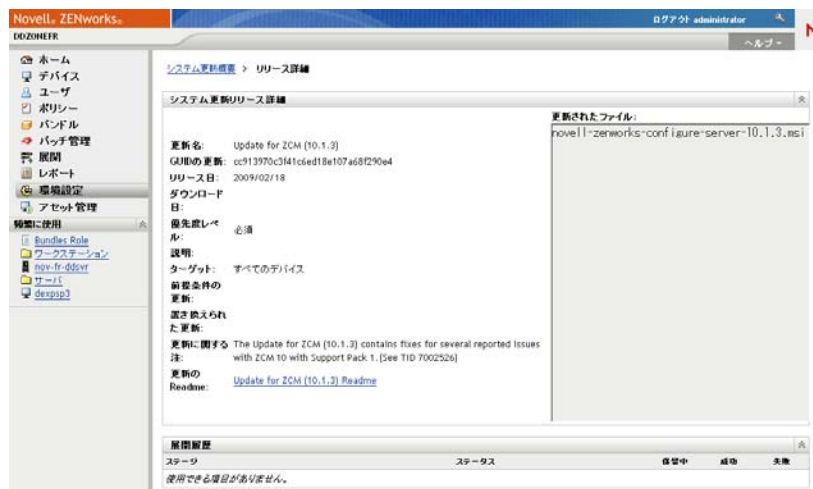 Novell® ZENworks®
ログアウト administrator
DDZONEFR
ヘルプ
ホーム
デバイス
ユーザ
ポリシー
バンドル
パッチ管理
展開
レポート
環境設定
アセット管理
頻繁に使用
Bundles Role
ワークステーション
nov-fr-ddsvr
サーバ
dexpsp3
システム更新概要 > リリース詳細
システム更新リリース詳細
更新名: Update for ZCM (10.1.3)
GUIDの更新: cc913970c3f41c6ed18e107a68f290e4
リリース日: 2009/02/18
ダウンロード
日:
優先度レベ
ル: 必須
説明:
ターゲット: すべてのデバイス
前提条件の
更新:
置き換えられ
た更新:
更新に関する
注: The Update for ZCM (10.1.3) contains fixes for several reported issues
with ZCM 10 with Support Pack 1. (See TID 7002526)
更新の
Readme: Update for ZCM (10.1.3) Readme
更新されたファイル:
novell-zenworks-configure-server-10.1.3.msi
展開履歴
ステージ ステータス 保留中 成功 失敗
使用できる項目がありません。